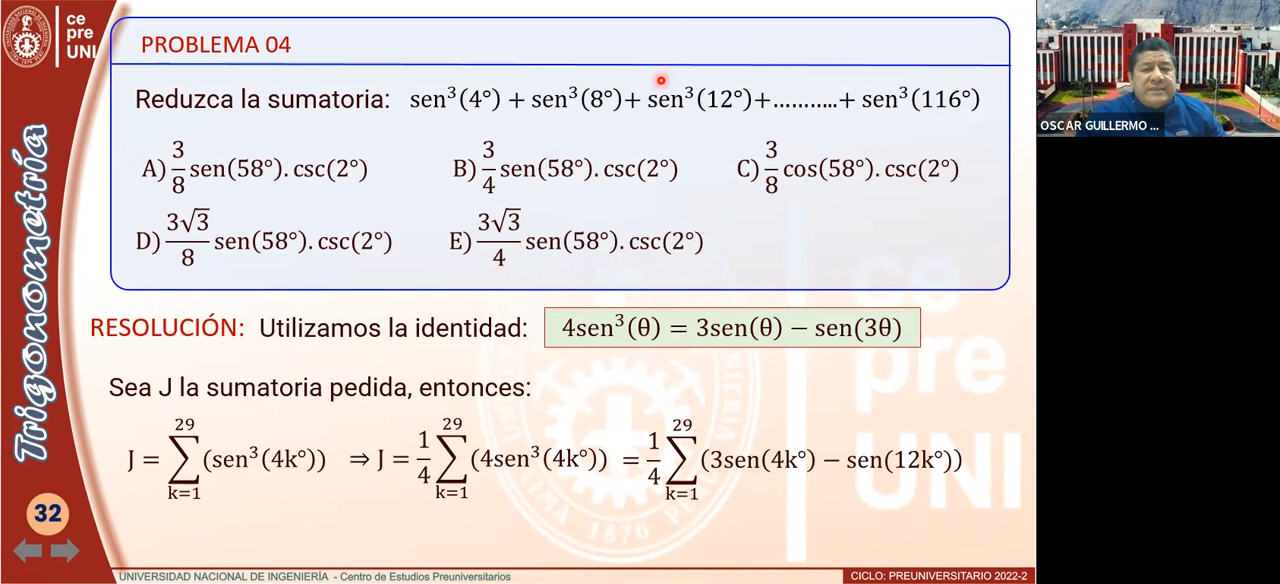 ce
pre
UNI
PROBLEMA 04
Reduzca la sumatoria: sen³(4°) + sen³(8°)+ sen³(12°)+...........+ sen³(116°)
A) 3/8 sen(58°). csc(2°) B) 3/4 sen(58°). csc(2°) C) 3/8 cos(58°). csc(2°)
D) 3√3/8 sen(58°). csc(2°) E) 3√3/4 sen(58°). csc(2°)
RESOLUCIÓN: Utilizamos la identidad: 4sen³(θ) = 3sen(θ) − sen(3θ)
Sea J la sumatoria pedida, entonces:
J = ∑_{k=1}^{29} (sen³(4k°)) ⇒ J = 1/4 ∑_{k=1}^{29} (4sen³(4k°)) = 1/4 ∑_{k=1}^{29} (3sen(4k°) − sen(12k°))
Trigonometría
32
UNIVERSIDAD NACIONAL DE INGENIERÍA - Centro de Estudios Preuniversitarios
CICLO: PREUNIVERSITARIO 2022-2
OSCAR GUILLERMO ...
ce
pre
UNI
1876